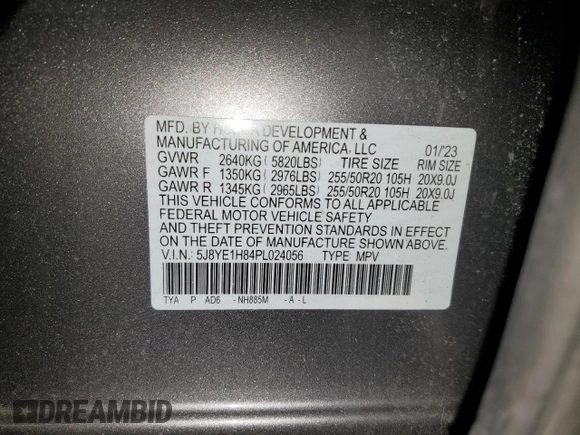 MFD. BY HONDA DEVELOPMENT &
MANUFACTURING OF AMERICA, LLC 01/'23
GVWR 2640KG (5820LBS) TIRE SIZE RIM SIZE
GAWR F 1350KG (2976LBS) 255/50R20 105H 20X9.0J
GAWR R 1345KG (2965LBS) 255/50R20 105H 20X9.0J
THIS VEHICLE CONFORMS TO ALL APPLICABLE
FEDERAL MOTOR VEHICLE SAFETY
AND THEFT PREVENTION STANDARDS IN EFFECT
ON THE DATE OF MANUFACTURE SHOWN ABOVE.
V.I.N.: 5J8YE1H84PL024056 TYPE: MPV
TYA P AD6 -NH885M -A-L
DREAMBID